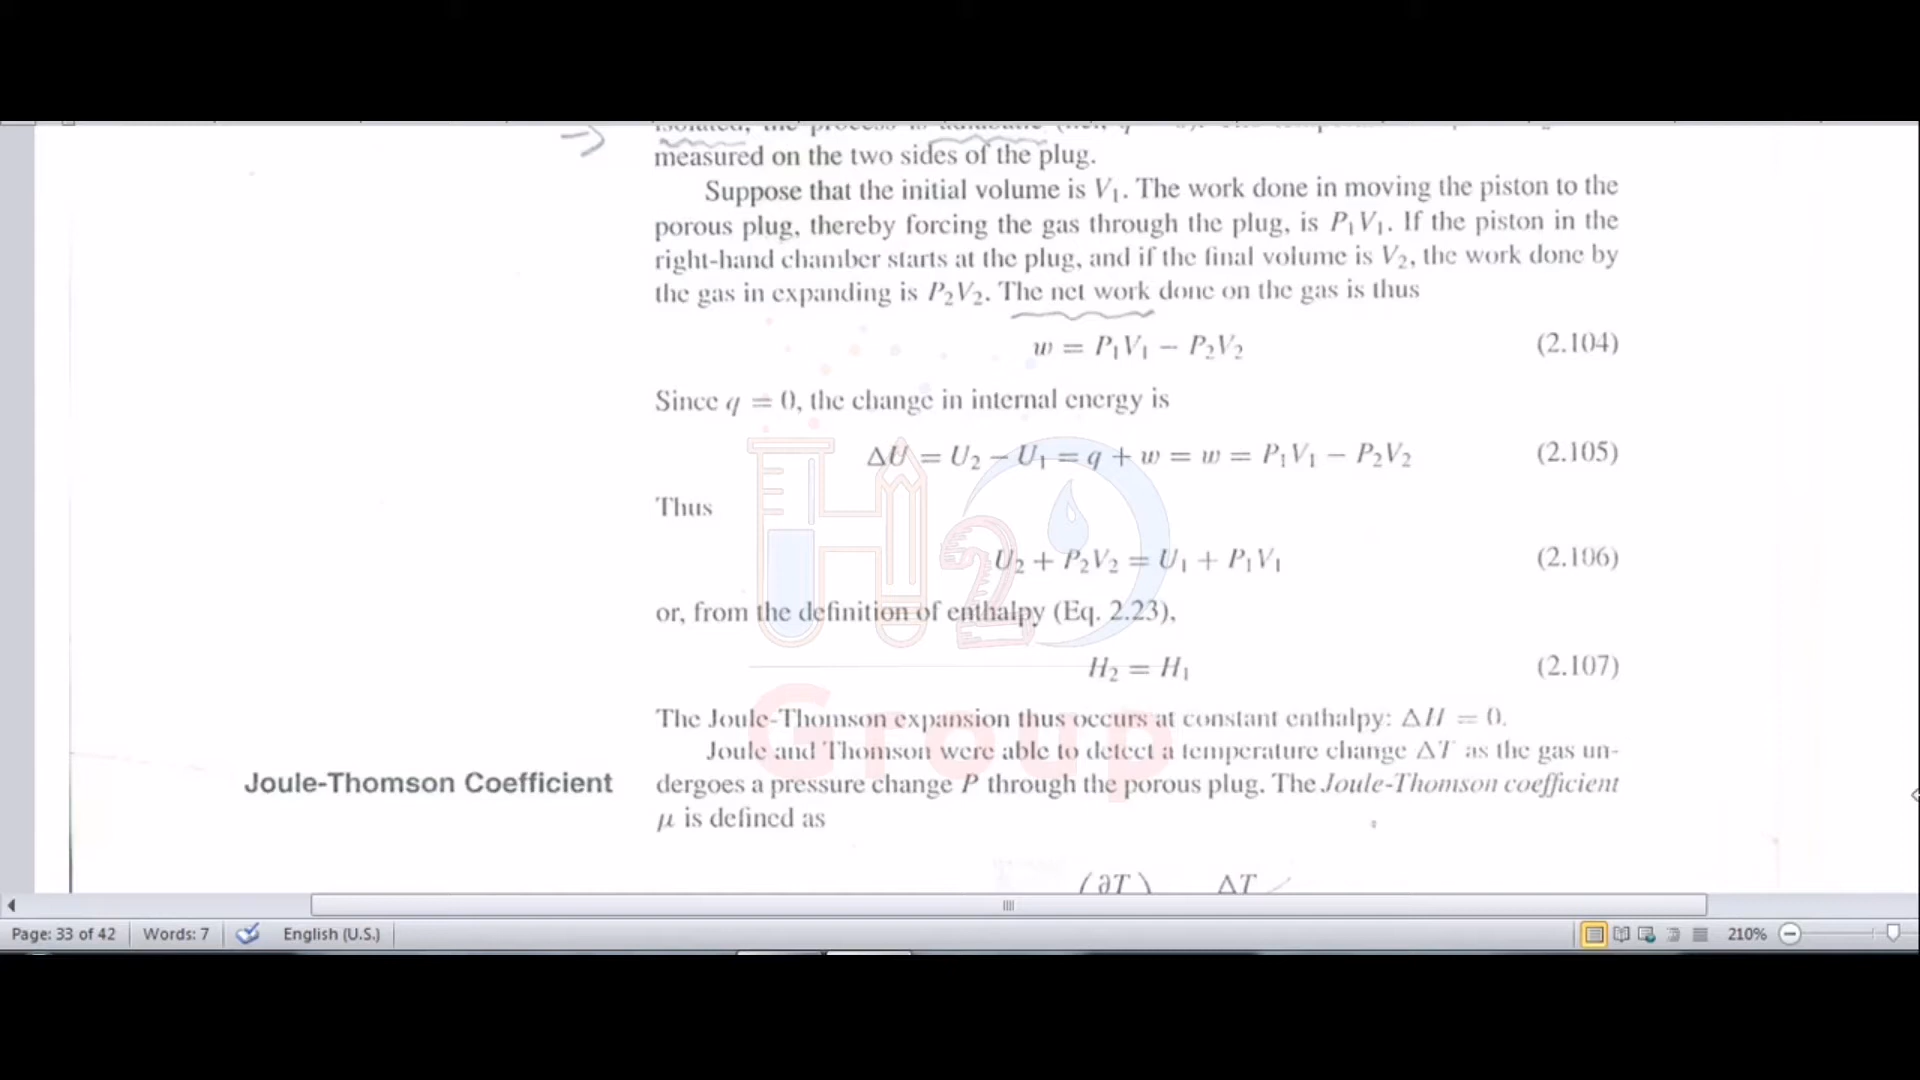 measured on the two sides of the plug.
Suppose that the initial volume is V₁. The work done in moving the piston to the
porous plug, thereby forcing the gas through the plug, is P₁V₁. If the piston in the
right-hand chamber starts at the plug, and if the final volume is V₂, the work done by
the gas in expanding is P₂V₂. The net work done on the gas is thus
w = P₁V₁ − P₂V₂ (2.104)
Since q = 0, the change in internal energy is
ΔU = U₂ − U₁ = q + w = w = P₁V₁ − P₂V₂ (2.105)
Thus
U₂ + P₂V₂ = U₁ + P₁V₁ (2.106)
or, from the definition of enthalpy (Eq. 2.23),
H₂ = H₁ (2.107)
The Joule-Thomson expansion thus occurs at constant enthalpy: ΔH = 0.
Joule and Thomson were able to detect a temperature change ΔT as the gas un-
Joule-Thomson Coefficient
dergoes a pressure change P through the porous plug. The Joule-Thomson coefficient
μ is defined as
(∂T) ΔT
H2O
Group
Page: 33 of 42 Words: 7 English (U.S.) 210%